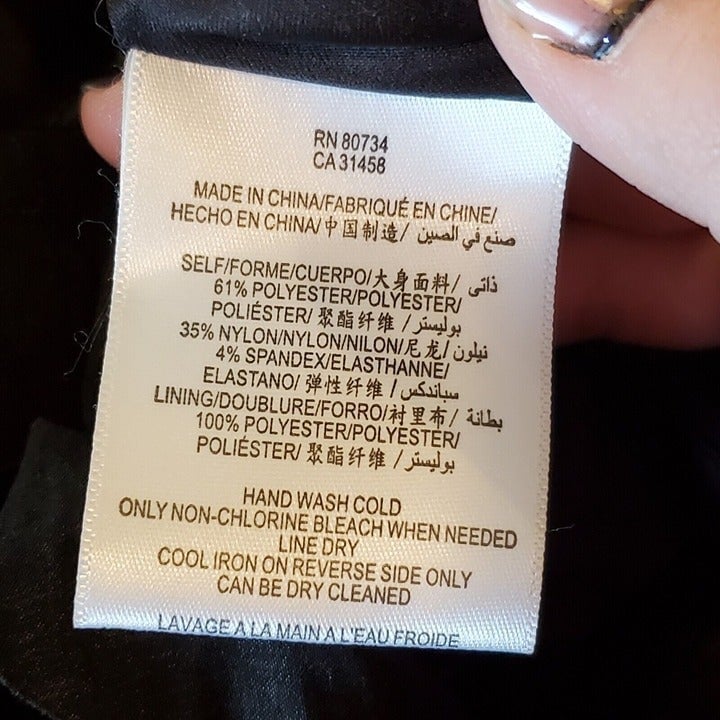 RN 80734
CA 31458
MADE IN CHINA/FABRIQUÉ EN CHINE/
HECHO EN CHINA/中国制造/ صنع في الصين
SELF/FORME/CUERPO/大身面料/ ذاتى
61% POLYESTER/POLYESTER/
POLIÉSTER/ 聚酯纤维 / بوليستر
35% NYLON/NYLON/NILON/尼龙/ نيلون
4% SPANDEX/ELASTHANNE/
ELASTANO/ 弹性纤维 / سباندكس
LINING/DOUBLURE/FORRO/衬里布/ بطانة
100% POLYESTER/POLYESTER/
POLIÉSTER/ 聚酯纤维 / بوليستر
HAND WASH COLD
ONLY NON-CHLORINE BLEACH WHEN NEEDED
LINE DRY
COOL IRON ON REVERSE SIDE ONLY
CAN BE DRY CLEANED
LAVAGE A LA MAIN A L'EAU FROIDE